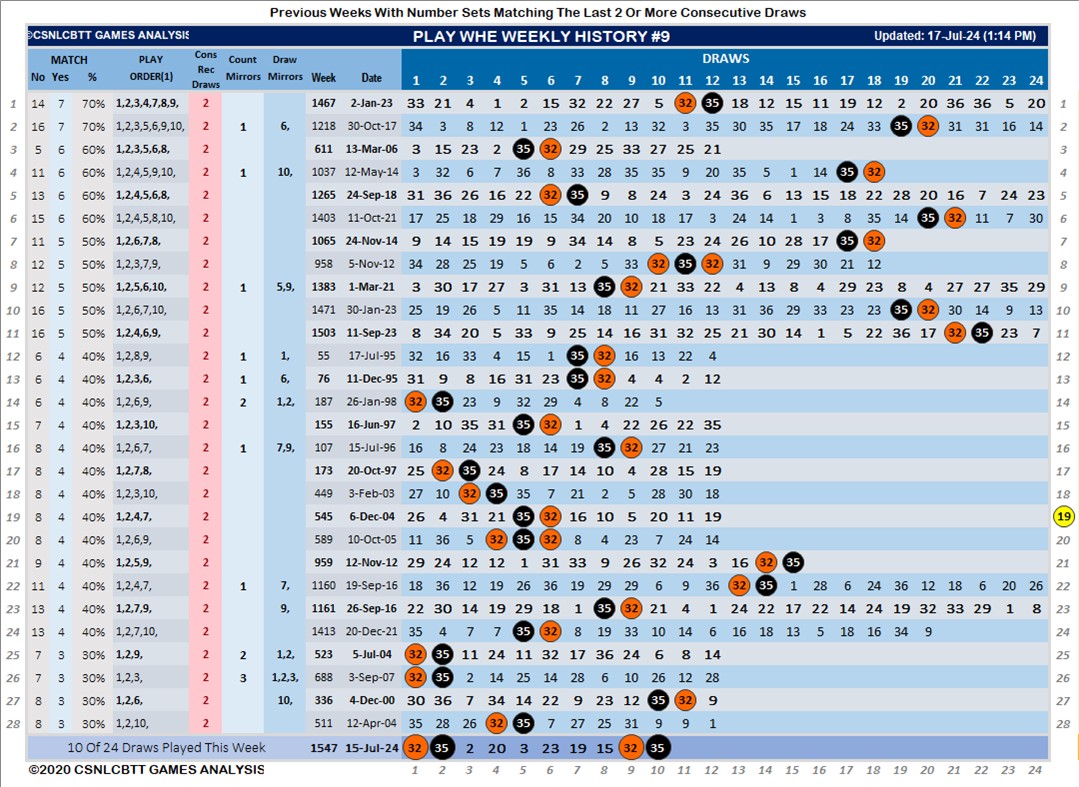 Previous Weeks With Number Sets Matching The Last 2 Or More Consecutive Draws
©CSNLCBTT GAMES ANALYSIS PLAY WHE WEEKLY HISTORY #9 Updated: 17-Jul-24 (1:14 PM)
MATCH PLAY Cons Count Draw DRAWS
No Yes % ORDER(1) Rec Draws Mirrors Mirrors Week Date 1 2 3 4 5 6 7 8 9 10 11 12 13 14 15 16 17 18 19 20 21 22 23 24
1 14 7 70% 1,2,3,4,7,8,9, 2 1467 2-Jan-23 33 21 4 1 2 15 32 22 27 5 11 35 18 12 15 11 19 12 2 20 36 36 5 20 1
2 16 7 70% 1,2,3,5,6,9,10, 2 1 6, 1218 30-Oct-17 34 3 8 12 1 23 26 2 13 32 3 35 30 35 17 18 24 33 35 32 31 31 16 14 2
3 5 6 60% 1,2,3,5,6,8, 2 611 13-Mar-06 3 15 23 2 35 32 29 25 33 27 25 21 3
4 11 6 60% 1,2,4,5,9,10, 2 1 10, 1037 12-May-14 3 32 6 7 36 8 33 28 35 35 9 20 35 5 1 14 35 32 4
5 13 6 60% 1,2,4,5,6,8, 2 1265 24-Sep-18 31 36 26 16 22 32 35 9 8 24 3 24 36 6 13 15 18 22 28 20 16 7 24 23 5
6 15 6 60% 1,2,4,5,8,10, 2 1403 11-Oct-21 17 25 18 29 16 15 34 20 10 18 17 3 24 14 1 3 8 35 14 35 32 11 7 30 6
7 11 5 50% 1,2,6,7,8, 2 1065 24-Nov-14 9 14 15 19 19 9 34 14 8 5 23 24 26 10 28 17 35 32 7
8 12 5 50% 1,2,3,7,9, 2 958 5-Nov-12 34 28 25 19 5 6 2 5 33 32 35 32 31 9 29 30 21 12 8
9 12 5 50% 1,2,5,6,10, 2 1 5,9, 1383 1-Mar-21 3 30 17 27 3 31 13 35 32 21 33 22 4 13 8 4 29 23 8 4 27 27 35 29 9
10 16 5 50% 1,2,6,7,10, 2 1471 30-Jan-23 25 19 26 5 11 35 14 18 11 27 16 13 31 36 29 33 23 23 35 32 30 14 9 13 10
11 16 5 50% 1,2,4,6,9, 2 1503 11-Sep-23 8 34 20 5 33 9 25 14 16 31 32 25 21 30 14 1 5 22 36 17 32 35 23 7 11
12 6 4 40% 1,2,8,9, 2 1 1, 55 17-Jul-95 32 16 33 4 15 1 35 32 16 13 22 4 12
13 6 4 40% 1,2,3,6, 2 1 6, 76 11-Dec-95 31 9 8 16 31 23 35 32 4 4 2 12 13
14 6 4 40% 1,2,6,9, 2 2 1,2, 187 26-Jan-98 32 35 23 9 32 29 4 8 22 5 14
15 7 4 40% 1,2,3,10, 2 155 16-Jun-97 2 10 35 31 35 32 1 4 22 26 22 35 15
16 8 4 40% 1,2,6,7, 2 1 7,9, 107 15-Jul-96 16 8 24 23 18 14 19 35 32 27 21 23 16
17 8 4 40% 1,2,7,8, 2 173 20-Oct-97 25 32 35 24 8 17 14 10 4 28 15 19 17
18 8 4 40% 1,2,3,10, 2 449 3-Feb-03 27 10 32 35 35 7 21 2 5 28 30 18 18
19 8 4 40% 1,2,4,7, 2 545 6-Dec-04 26 4 31 21 35 32 16 10 5 20 11 19 19
20 8 4 40% 1,2,6,9, 2 589 10-Oct-05 11 36 5 32 35 32 8 4 23 7 24 14 20
21 9 4 40% 1,2,5,9, 2 959 12-Nov-12 29 24 12 12 1 31 33 9 26 32 24 3 16 32 35 21
22 11 4 40% 1,2,4,7, 2 1 7, 1160 19-Sep-16 18 36 12 19 26 36 19 29 29 6 9 36 32 35 1 28 6 24 36 12 18 6 20 26 22
23 13 4 40% 1,2,7,9, 2 9, 1161 26-Sep-16 22 30 14 19 29 18 1 35 32 21 4 1 24 22 17 22 14 24 19 32 33 29 1 8 23
24 13 4 40% 1,2,7,10, 2 1413 20-Dec-21 35 4 7 7 35 32 8 19 33 10 14 6 16 18 13 5 18 16 34 9 24
25 7 3 30% 1,2,9, 2 2 1,2, 523 5-Jul-04 32 35 11 24 11 32 17 36 24 6 8 14 25
26 7 3 30% 1,2,3, 2 3 1,2,3, 688 3-Sep-07 32 35 2 14 25 14 28 6 10 26 12 28 26
27 8 3 30% 1,2,6, 2 10, 336 4-Dec-00 30 36 7 34 14 22 9 23 12 35 32 9 27
28 8 3 30% 1,2,10, 2 511 12-Apr-04 35 28 26 32 35 7 27 25 31 9 9 1 28
10 Of 24 Draws Played This Week 1547 15-Jul-24 32 35 2 20 3 23 19 15 32 35
©2020 CSNLCBTT GAMES ANALYSIS 1 2 3 4 5 6 7 8 9 10 11 12 13 14 15 16 17 18 19 20 21 22 23 24